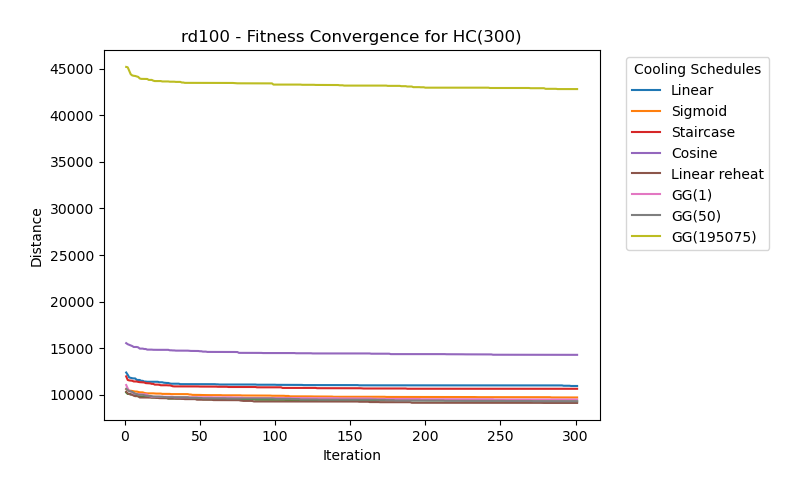 rd100 - Fitness Convergence for HC(300)
45000
40000
35000
30000
25000
20000
15000
10000
Distance
0
50
100
150
200
250
300
Iteration
Cooling Schedules
Linear
Sigmoid
Staircase
Cosine
Linear reheat
GG(1)
GG(50)
GG(195075)